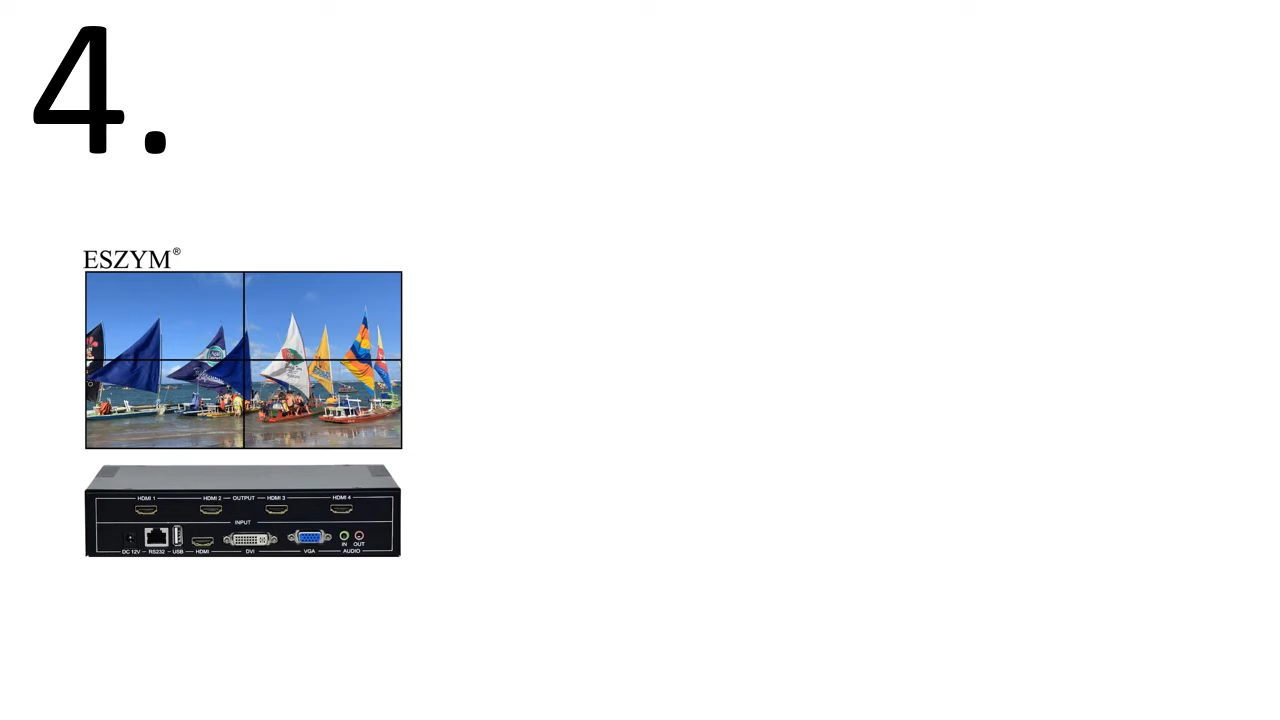 4.
ESZYM®
HDMI 1 HDMI 2 OUTPUT HDMI 3 HDMI 4
INPUT
IN OUT
DC 12V RS232 USB HDMI DVI VGA AUDIO